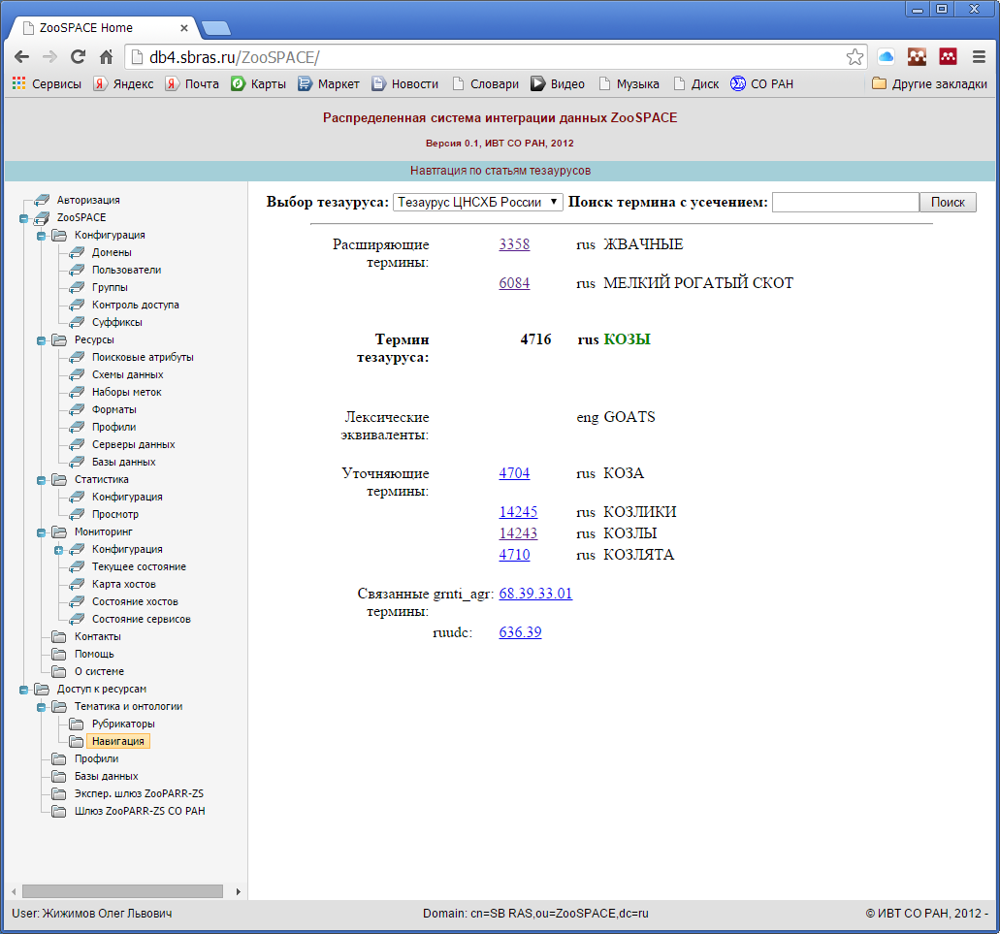 ZooSPACE Home
db4.sbras.ru/ZooSPACE/
Сервисы Яндекс Почта Карты Маркет Новости Словари Видео Музыка Диск СО РАН Другие закладки
Распределенная система интеграции данных ZooSPACE
Версия 0.1, ИВТ СО РАН, 2012
Навтгация по статьям тезаурусов
Авторизация
ZooSPACE
Конфигурация
Домены
Пользователи
Группы
Контроль доступа
Суффиксы
Ресурсы
Поисковые атрибуты
Схемы данных
Наборы меток
Форматы
Профили
Серверы данных
Базы данных
Статистика
Конфигурация
Просмотр
Мониторинг
Конфигурация
Текущее состояние
Карта хостов
Состояние хостов
Состояние сервисов
Контакты
Помощь
О системе
Доступ к ресурсам
Тематика и онтологии
Рубрикаторы
Навигация
Профили
Базы данных
Экспер. шлюз ZooPARR-ZS
Шлюз ZooPARR-ZS СО РАН
Выбор тезауруса: Тезаурус ЦНСХБ России Поиск термина с усечением: Поиск
Расширяющие 3358 rus ЖВАЧНЫЕ
термины:
6084 rus МЕЛКИЙ РОГАТЫЙ СКОТ
Термин 4716 rus КОЗЫ
тезауруса:
Лексические eng GOATS
эквиваленты:
Уточняющие 4704 rus КОЗА
термины:
14245 rus КОЗЛИКИ
14243 rus КОЗЛЫ
4710 rus КОЗЛЯТА
Связанные grnti_agr: 68.39.33.01
термины:
ruudc: 636.39
User: Жижимов Олег Львович Domain: cn=SB RAS,ou=ZooSPACE,dc=ru © ИВТ СО РАН, 2012 -